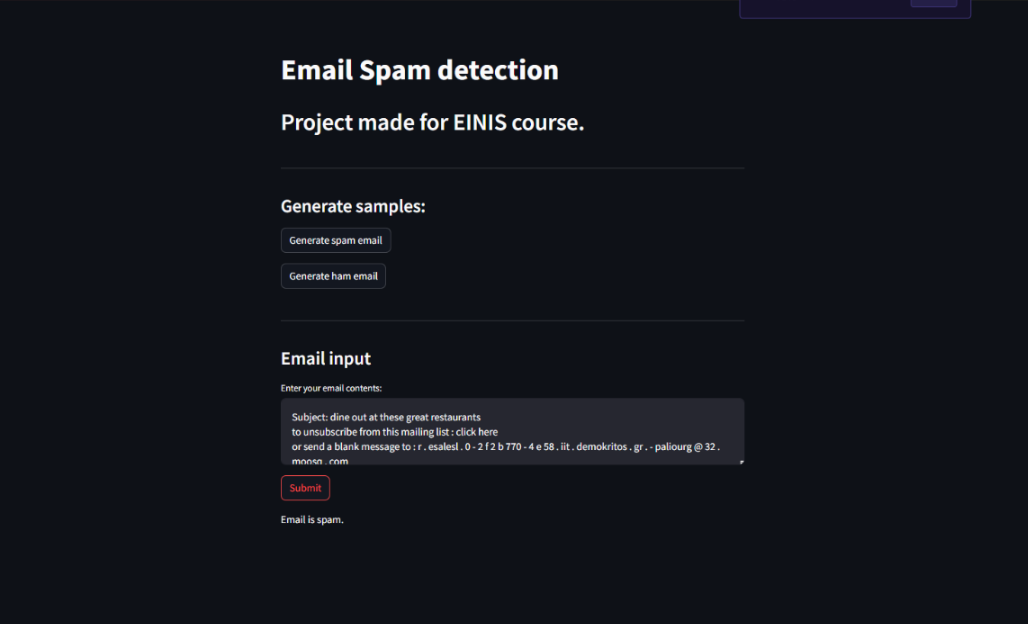 Email Spam detection
Project made for EINIS course.
Generate samples:
Generate spam email
Generate ham email
Email input
Enter your email contents:
Subject: dine out at these great restaurants
to unsubscribe from this mailing list : click here
or send a blank message to : r . esalesl . 0 - 2 f 2 b 770 - 4 e 58 . iit . demokritos . gr . - paliourg @ 32 .
moosq . com
Submit
Email is spam.